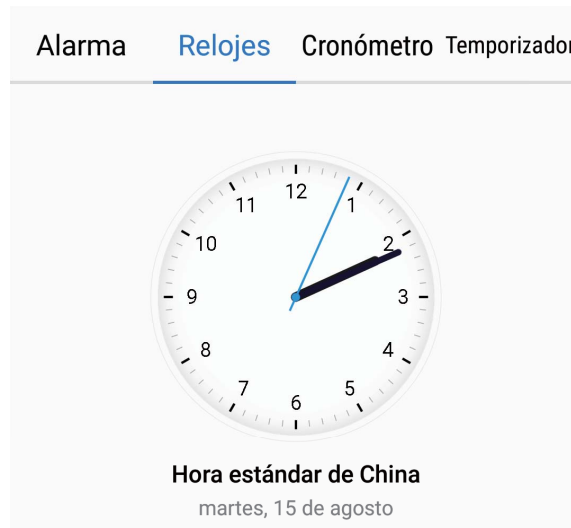 Alarma Relojes Cronómetro Temporizador
12
11 1
10 2
9 3
8 4
7 5
6
Hora estándar de China
martes, 15 de agosto